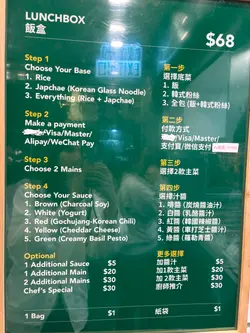 LUNCHBOX
飯盒
$68
Step 1
Choose Your Base
1. Rice
2. Japchae (Korean Glass Noodle)
3. Everything (Rice + Japchae)
Step 2
Make a payment
/Visa/Master/
Alipay/WeChat Pay
Step 3
Choose 2 Mains
Step 4
Choose Your Sauce
1. Brown (Charcoal Soy)
2. White (Yogurt)
3. Red (Gochujang-Korean Chili)
4. Yellow (Cheddar Cheese)
5. Green (Creamy Basil Pesto)
Optional
1 Additional Sauce $5
1 Additional Main $20
2 Additional Mains $30
Chef's Special $30
1 Bag $1
第一步
選擇底菜
1. 飯
2. 韓式粉絲
3. 全包 (飯+韓式粉絲)
第二步
付款方式
/Visa/Master/
支付寶/微信支付
第三步
選擇2款主菜
第四步
選擇汁醬
1. (炭燒醬油汁)
2. 白醬 (乳酪醬汁)
3. 紅醬 (韓國辣椒醬)
4. 黃醬 (車打芝士醬汁)
5. 綠醬
更多選擇
加醬汁 $5
加1款主菜 $20
加 2款主菜 $30
廚師推介 $30
紙袋 $1